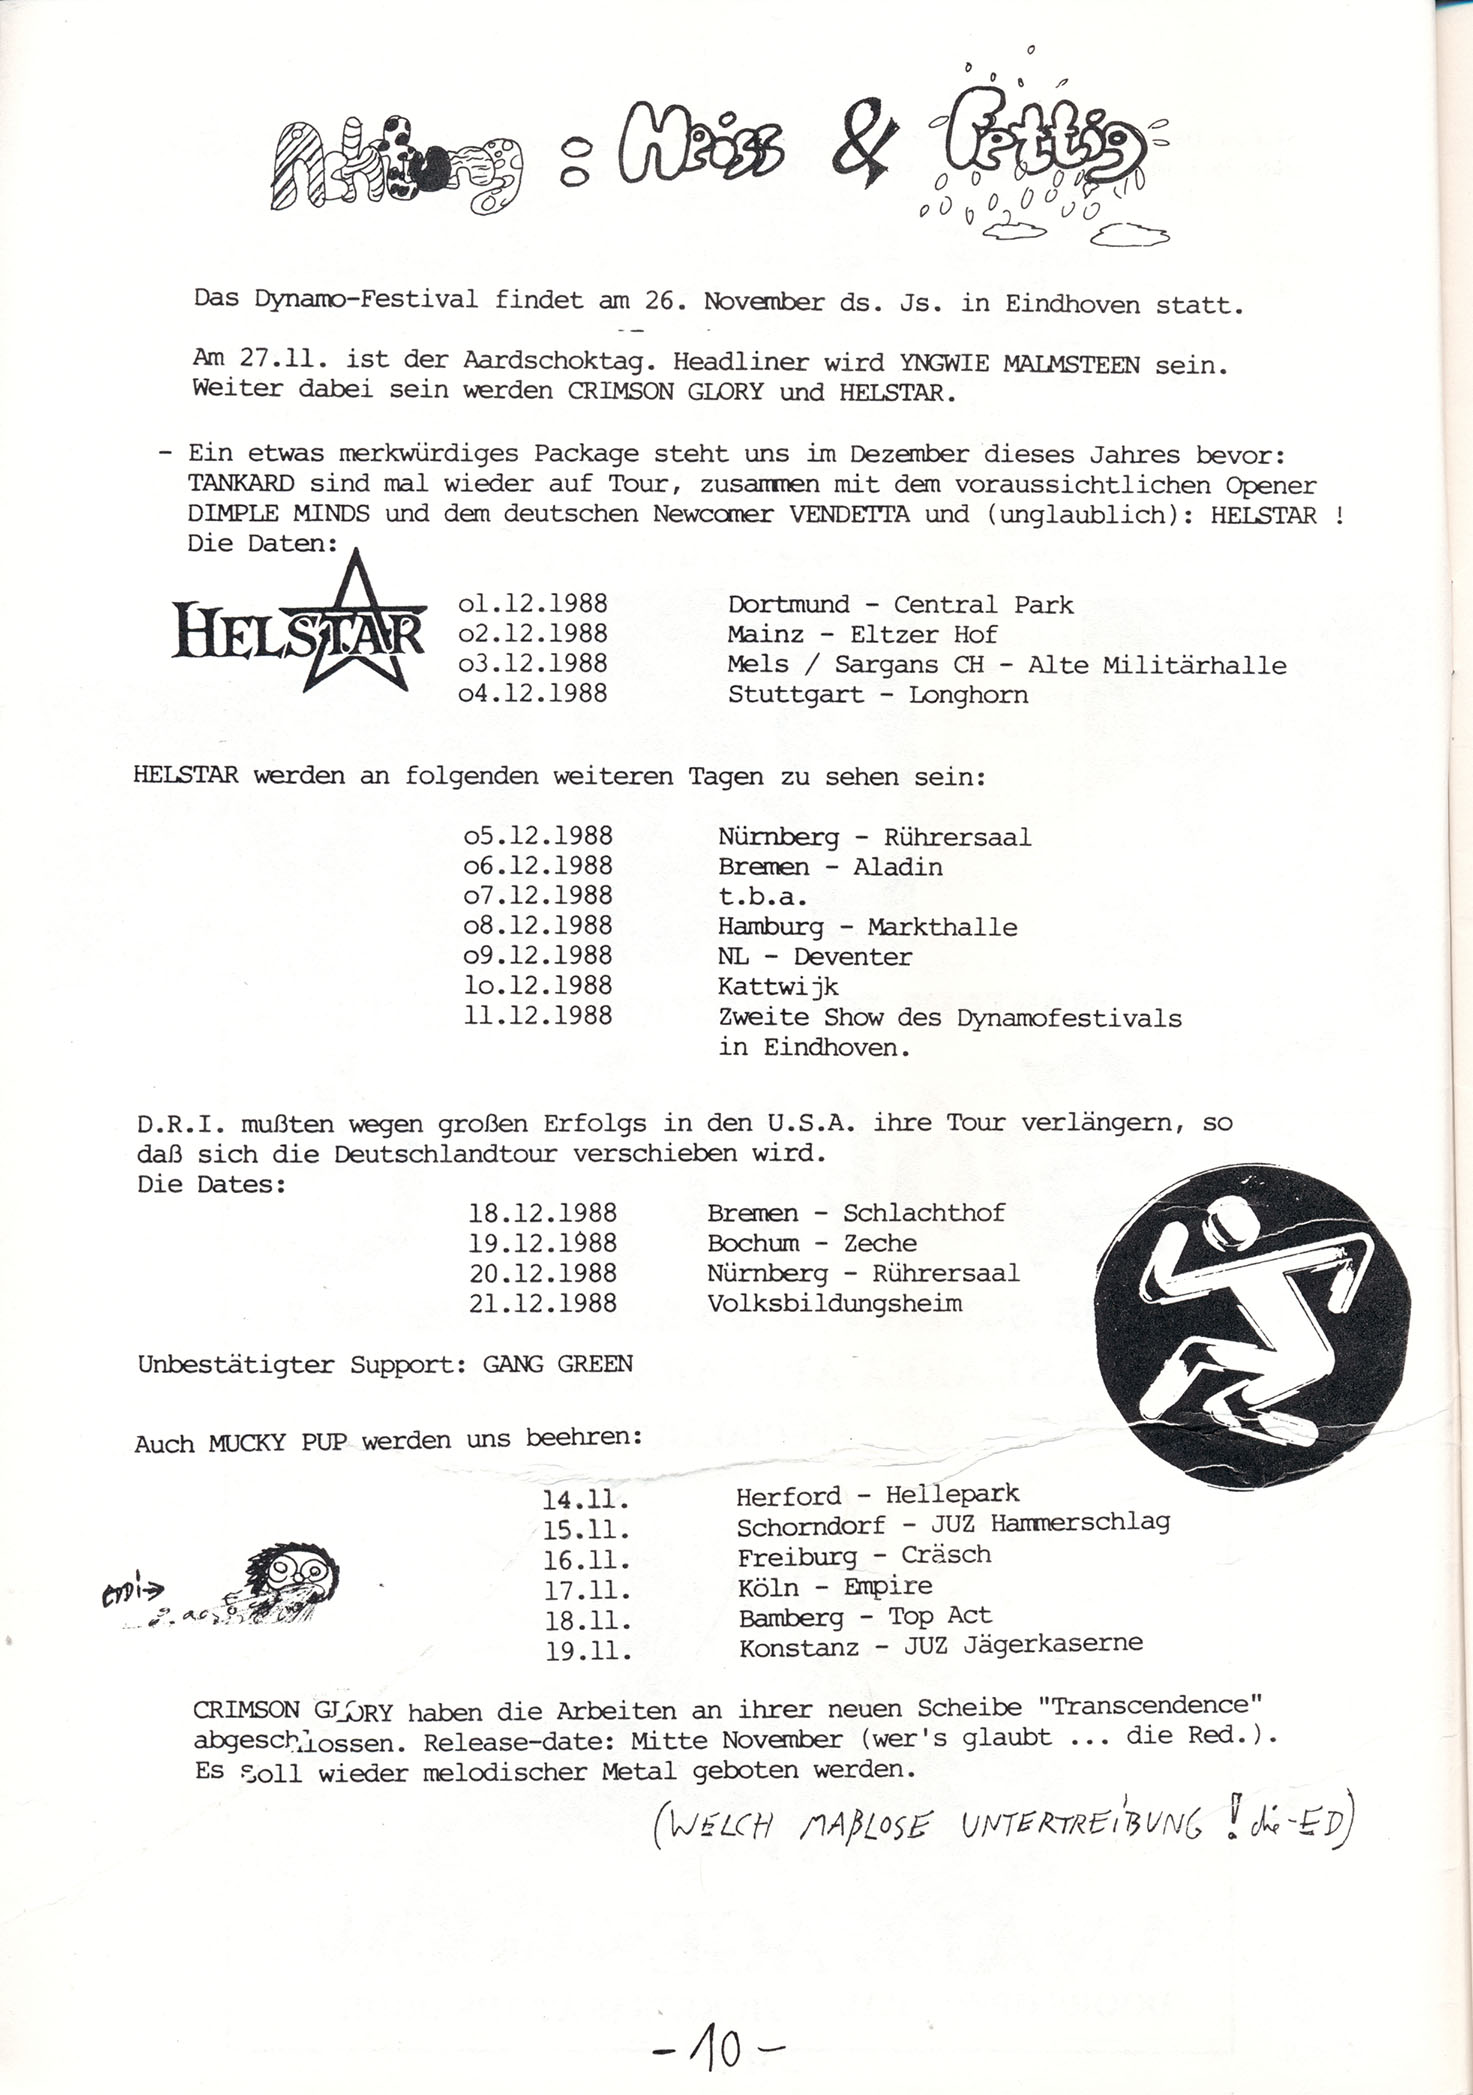 Achtung : Heiss & Fettig
Das Dynamo-Festival findet am 26. November ds. Js. in Eindhoven statt.
Am 27.11. ist der Aardschoktag. Headliner wird YNGWIE MALMSTEEN sein.
Weiter dabei sein werden CRIMSON GLORY und HELSTAR.
- Ein etwas merkwürdiges Package steht uns im Dezember dieses Jahres bevor:
TANKARD sind mal wieder auf Tour, zusammen mit dem voraussichtlichen Opener
DIMPLE MINDS und dem deutschen Newcomer VENDETTA und (unglaublich): HELSTAR !
Die Daten:
HELSTAR
o1.12.1988 Dortmund - Central Park
o2.12.1988 Mainz - Eltzer Hof
o3.12.1988 Mels / Sargans CH - Alte Militärhalle
o4.12.1988 Stuttgart - Longhorn
HELSTAR werden an folgenden weiteren Tagen zu sehen sein:
o5.12.1988 Nürnberg - Rührersaal
o6.12.1988 Bremen - Aladin
o7.12.1988 t.b.a.
o8.12.1988 Hamburg - Markthalle
o9.12.1988 NL - Deventer
1o.12.1988 Kattwijk
11.12.1988 Zweite Show des Dynamofestivals
in Eindhoven.
D.R.I. mußten wegen großen Erfolgs in den U.S.A. ihre Tour verlängern, so
daß sich die Deutschlandtour verschieben wird.
Die Dates:
18.12.1988 Bremen - Schlachthof
19.12.1988 Bochum - Zeche
20.12.1988 Nürnberg - Rührersaal
21.12.1988 Volksbildungsheim
Unbestätigter Support: GANG GREEN
Auch MUCKY PUP werden uns beehren:
14.11. Herford - Hellepark
15.11. Schorndorf - JUZ Hammerschlag
16.11. Freiburg - Cräsch
17.11. Köln - Empire
18.11. Bamberg - Top Act
19.11. Konstanz - JUZ Jägerkaserne
CRIMSON GLORY haben die Arbeiten an ihrer neuen Scheibe "Transcendence"
abgeschlossen. Release-date: Mitte November (wer's glaubt ... die Red.).
Es soll wieder melodischer Metal geboten werden.
(WELCH MAßLOSE UNTERTREIBUNG ! die-ED)
- 10 -